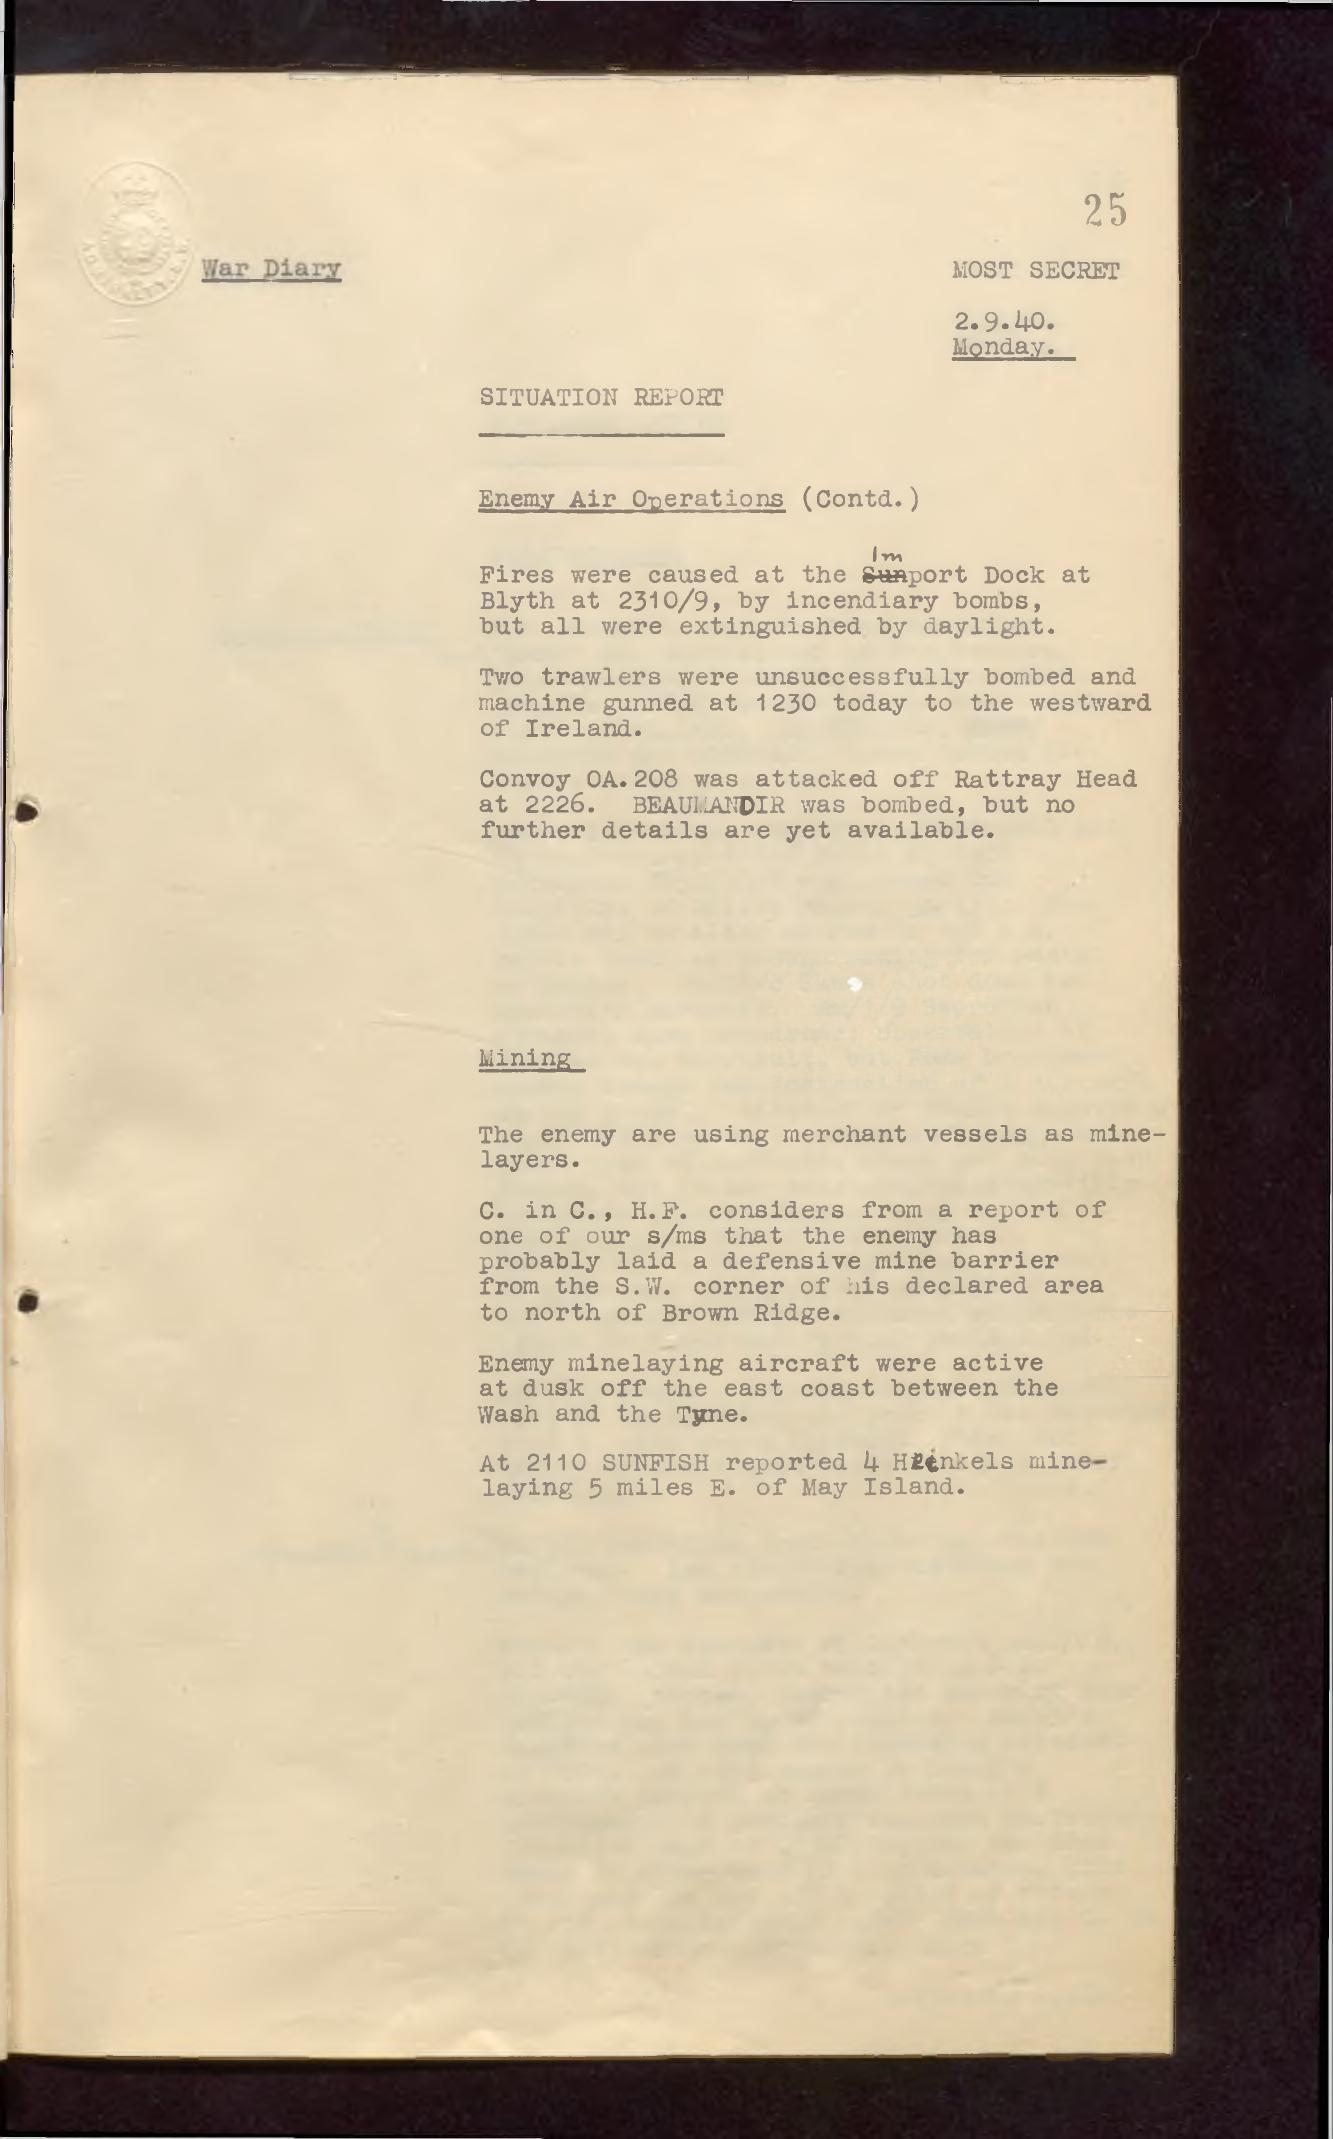 25
War Diary
MOST SECRET
2.9.40.
Monday.
SITUATION REPORT
Enemy Air Operations (Contd.)
Im
Fires were caused at the Sunport Dock at
Blyth at 2310/9, by incendiary bombs,
but all were extinguished by daylight.
Two trawlers were unsuccessfully bombed and
machine gunned at 1230 today to the westward
of Ireland.
Convoy OA.208 was attacked off Rattray Head
at 2226. BEAUMANDIR was bombed, but no
further details are yet available.
Mining
The enemy are using merchant vessels as mine-
layers.
C. in C., H.F. considers from a report of
one of our s/ms that the enemy has
probably laid a defensive mine barrier
from the S.W. corner of his declared area
to north of Brown Ridge.
Enemy minelaying aircraft were active
at dusk off the east coast between the
Wash and the Tyne.
At 2110 SUNFISH reported 4 Heinkels mine-
laying 5 miles E. of May Island.